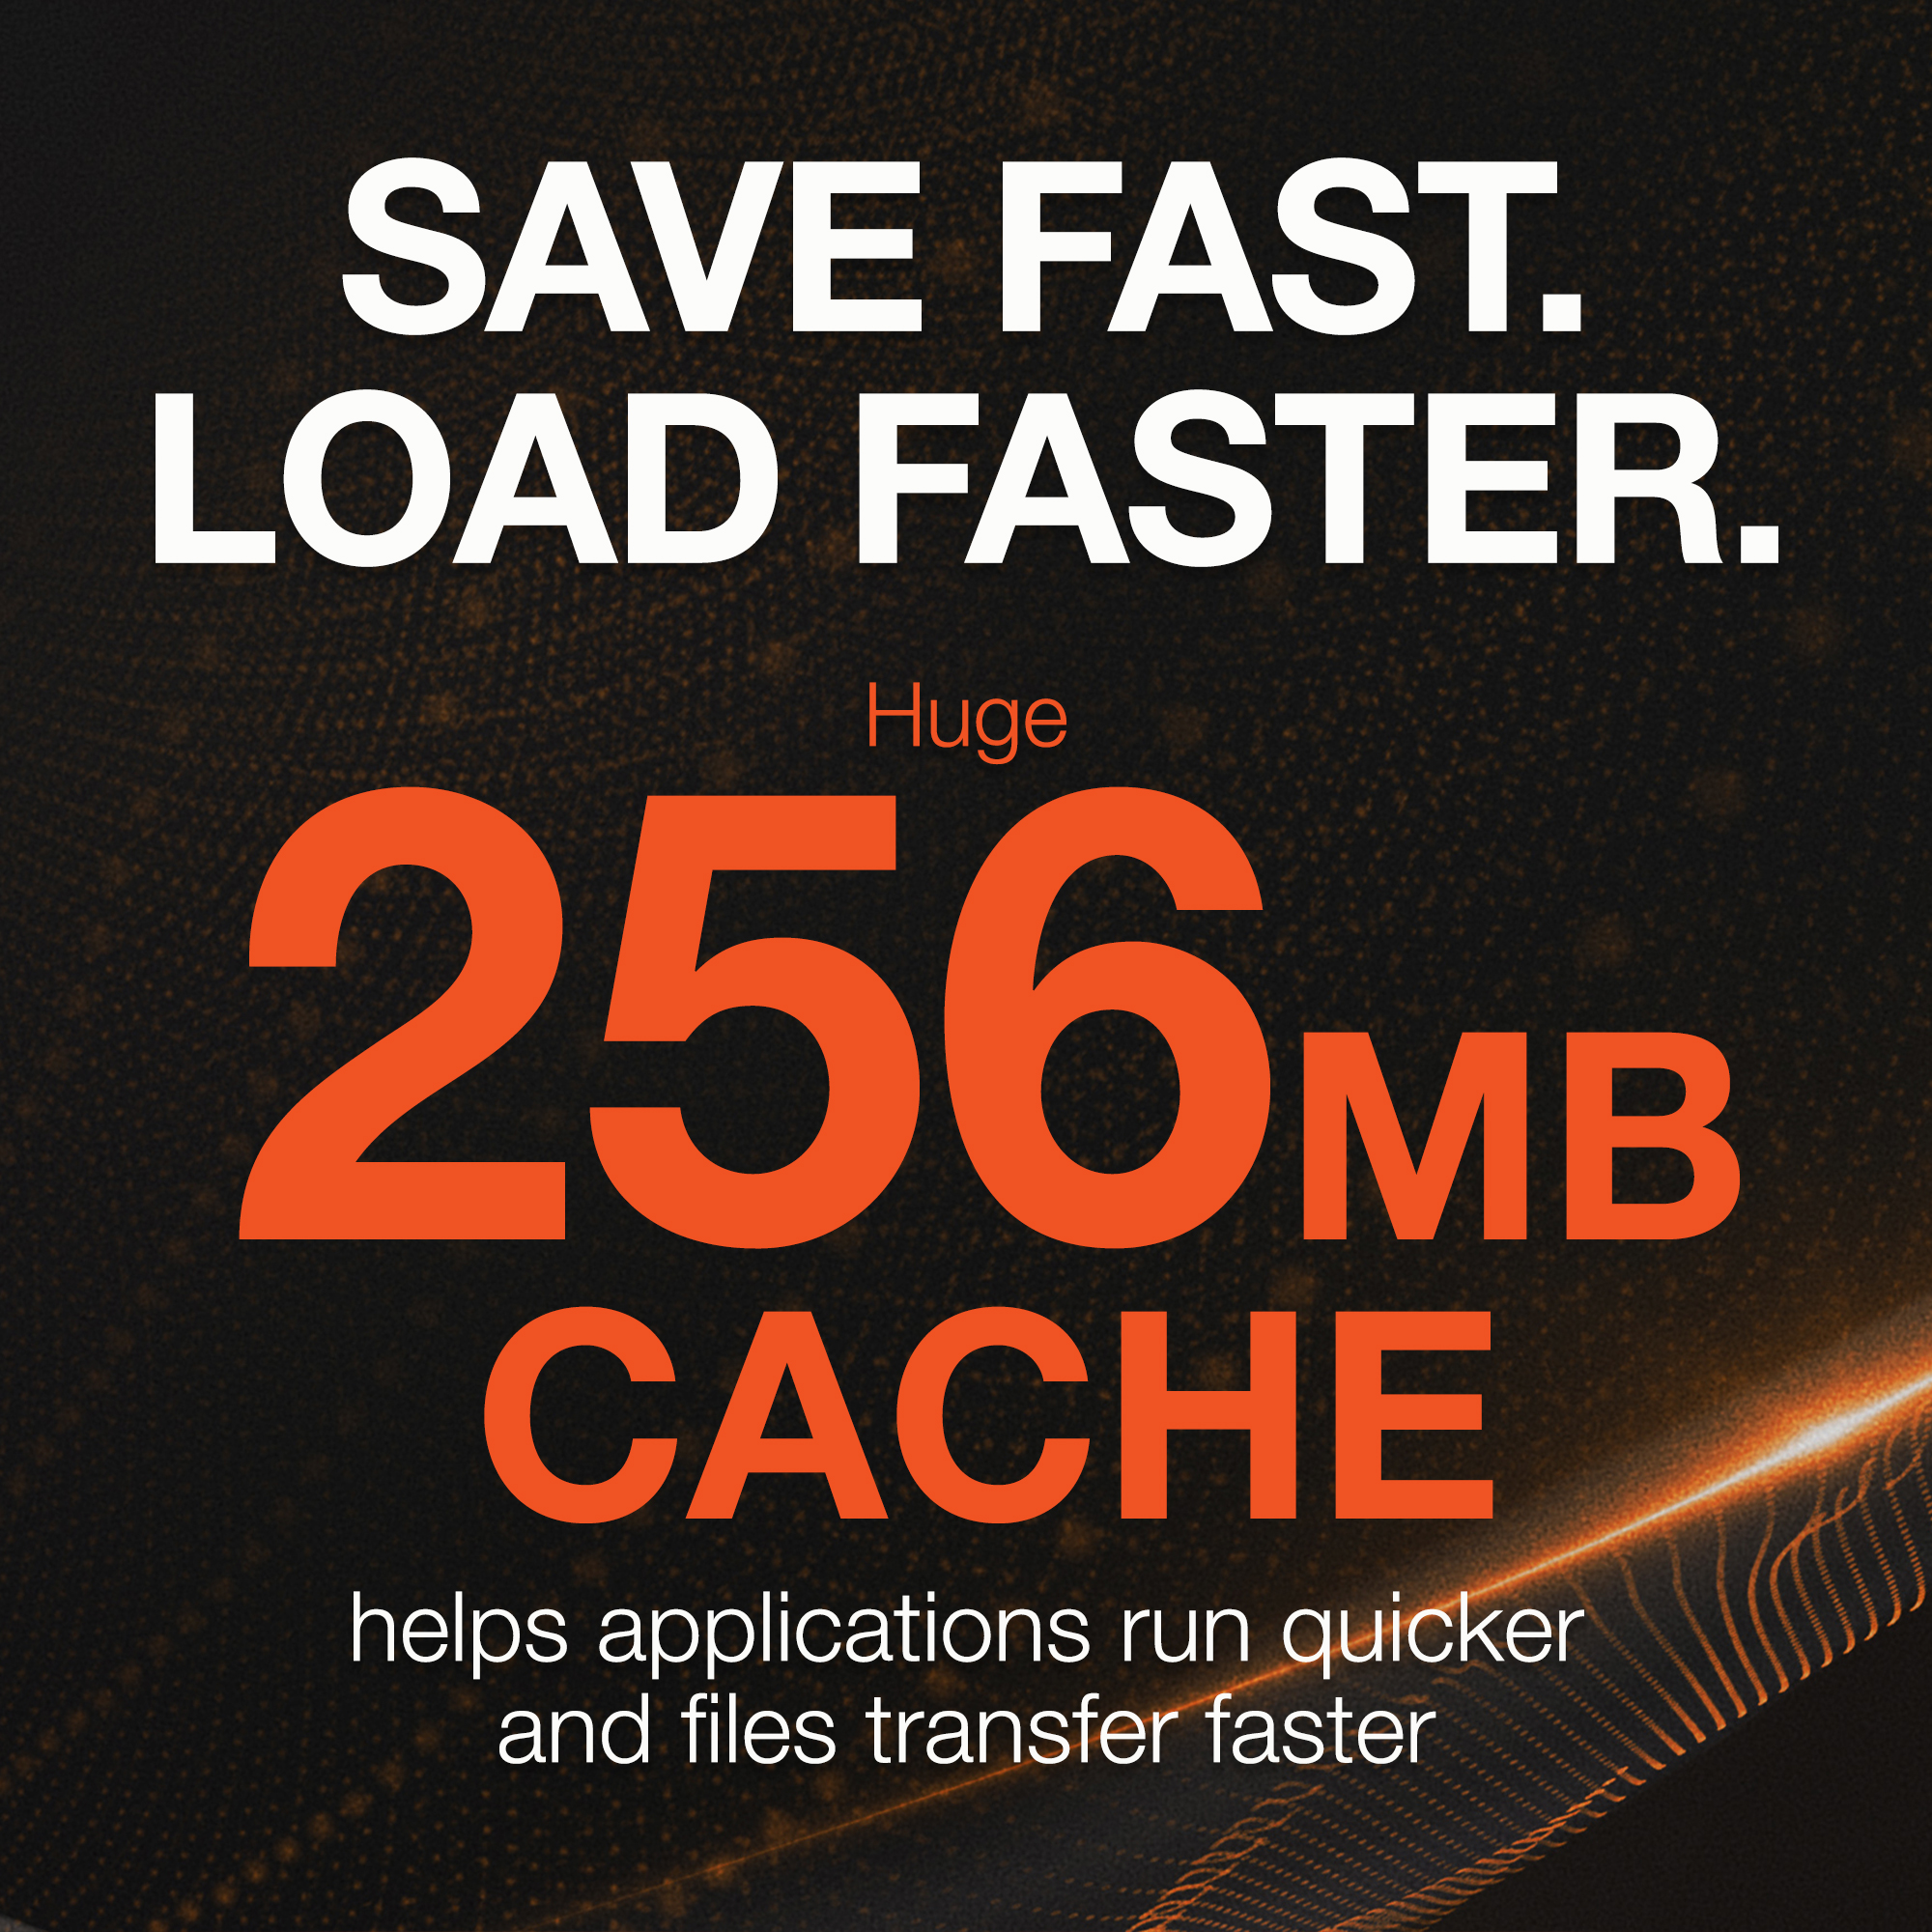 SAVE FAST.
LOAD FASTER.
Huge
256MB
CACHE
helps applications run quicker
and files transfer faster